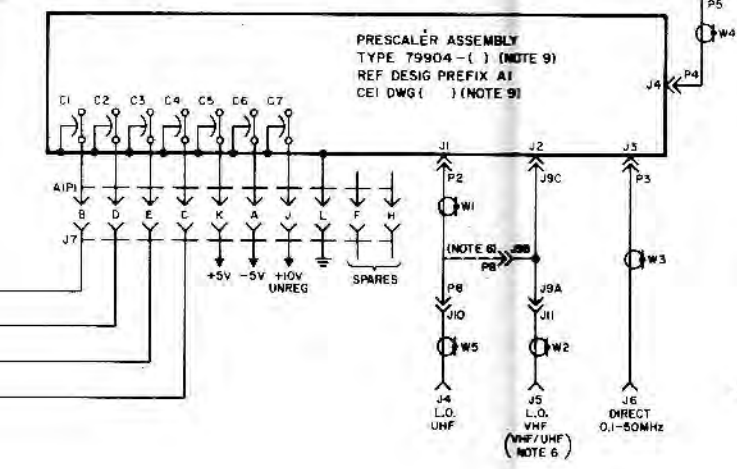 P5
W4
PRESCALER ASSEMBLY
TYPE 79904-( ) (NOTE 9)
REF DESIG PREFIX A1
CEI DWG ( ) (NOTE 9)
J4 P4
C1 C2 C3 C4 C5 C6 C7
J1 J2 J3
P2 J9C P3
A1P1
W1
B D E C K A J L F H
J7
(NOTE 6) J9B
P8
W3
+5V -5V +10V
UNREG
SPARES
P8 J9A
J10 J11
W5 W2
J4 J5 J6
L.O. L.O. DIRECT
UHF VHF 0.1-50MHz
(VHF/UHF)
NOTE 6